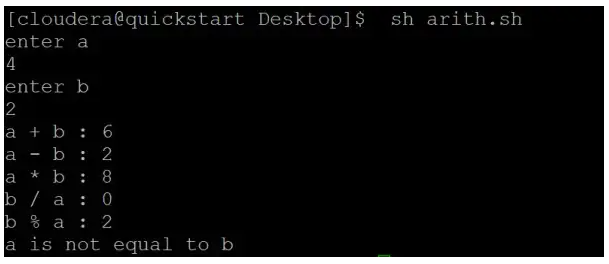 [cloudera@quickstart Desktop]$  sh arith.sh
enter a
4
enter b
2
a + b : 6
a - b : 2
a * b : 8
b / a : 0
b % a : 2
a is not equal to b